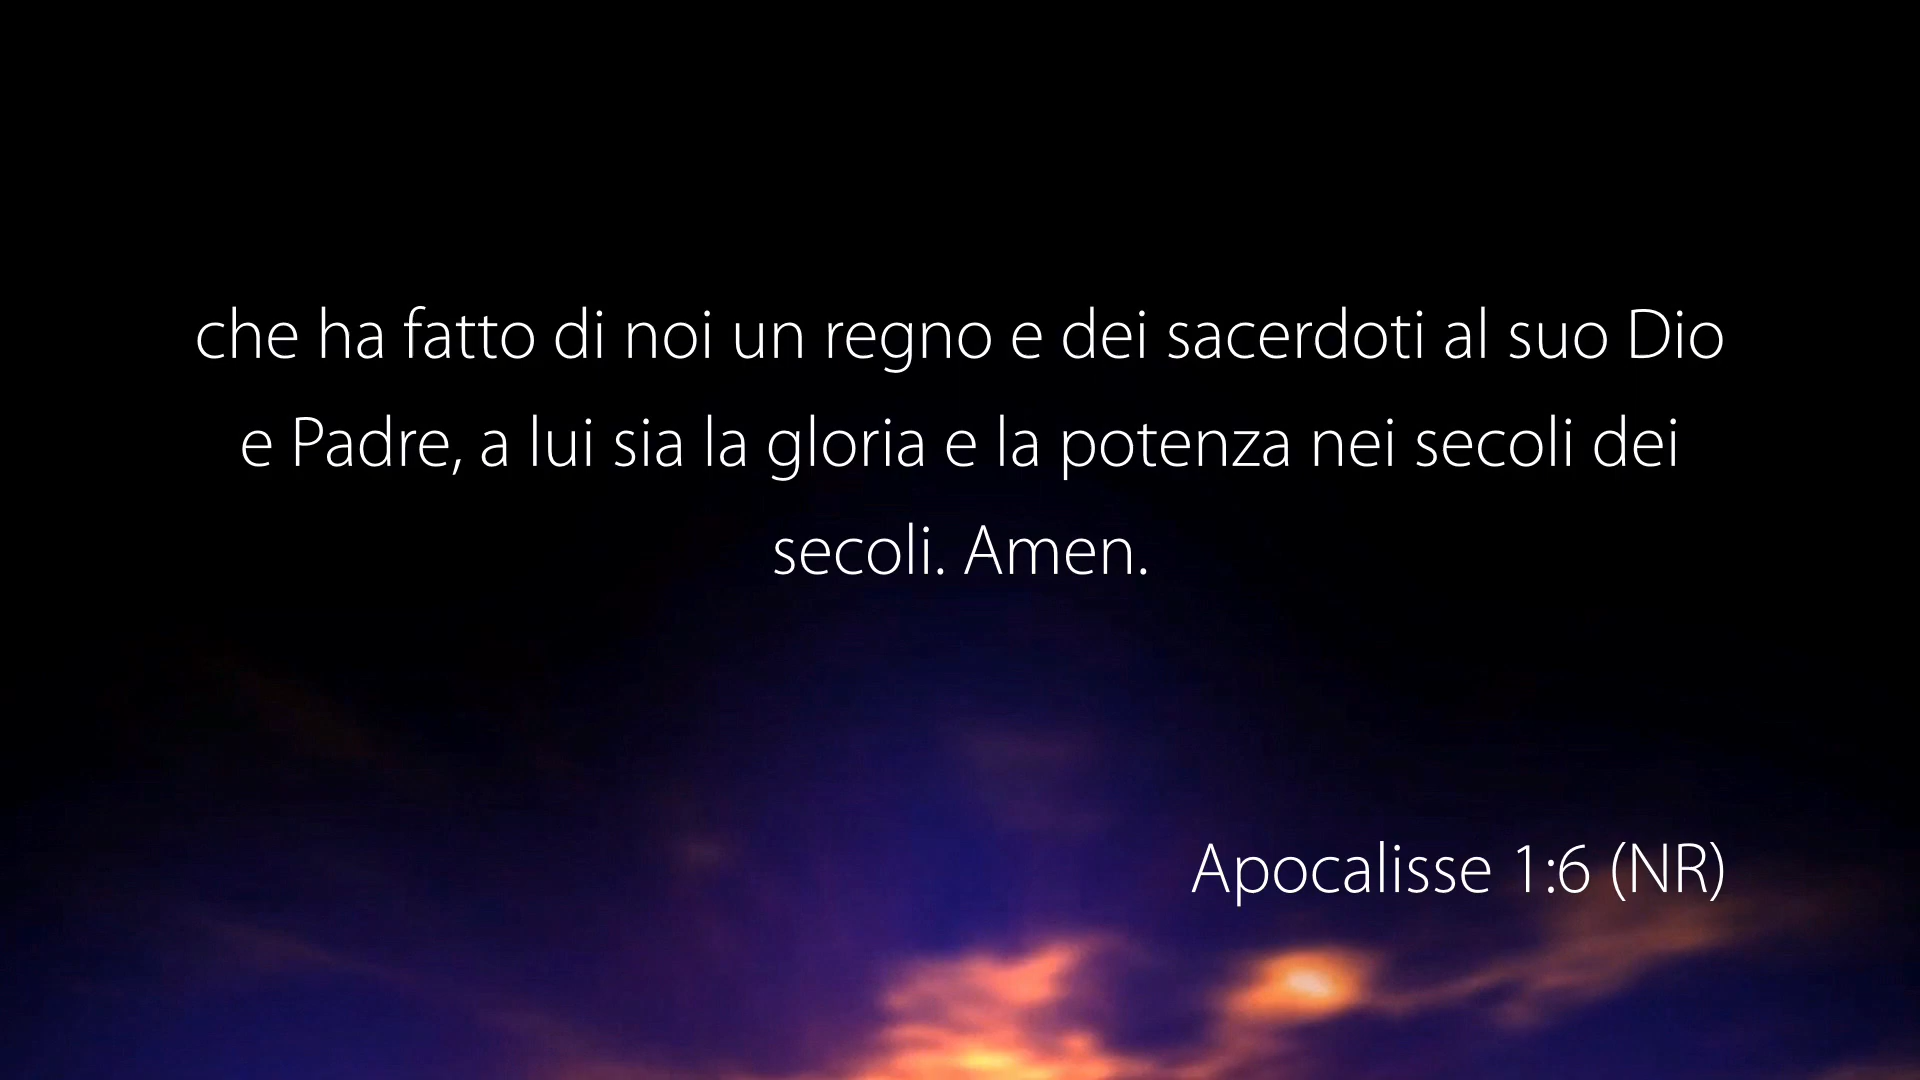 che ha fatto di noi un regno e dei sacerdoti al suo Dio
e Padre, a lui sia la gloria e la potenza nei secoli dei
secoli. Amen.
Apocalisse 1:6 (NR)